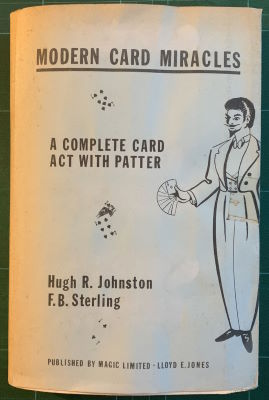 MODERN CARD MIRACLES
A COMPLETE CARD
ACT WITH PATTER
Hugh R. Johnston
F.B. Sterling
PUBLISHED BY MAGIC LIMITED - LLOYD E. JONES